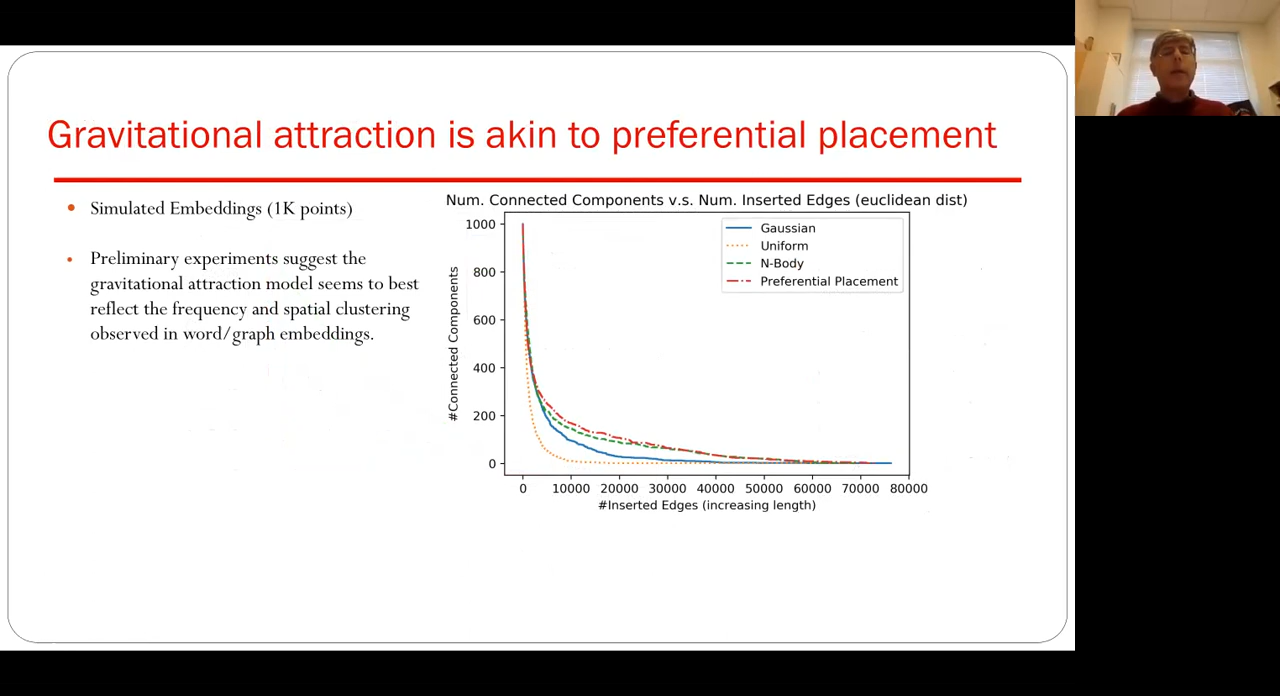 Gravitational attraction is akin to preferential placement
Simulated Embeddings (1K points)
Preliminary experiments suggest the
gravitational attraction model seems to best
reflect the frequency and spatial clustering
observed in word/graph embeddings.
Num. Connected Components v.s. Num. Inserted Edges (euclidean dist)
Gaussian
Uniform
N-Body
Preferential Placement
#Connected Components
1000
800
600
400
200
0
0 10000 20000 30000 40000 50000 60000 70000 80000
#Inserted Edges (increasing length)